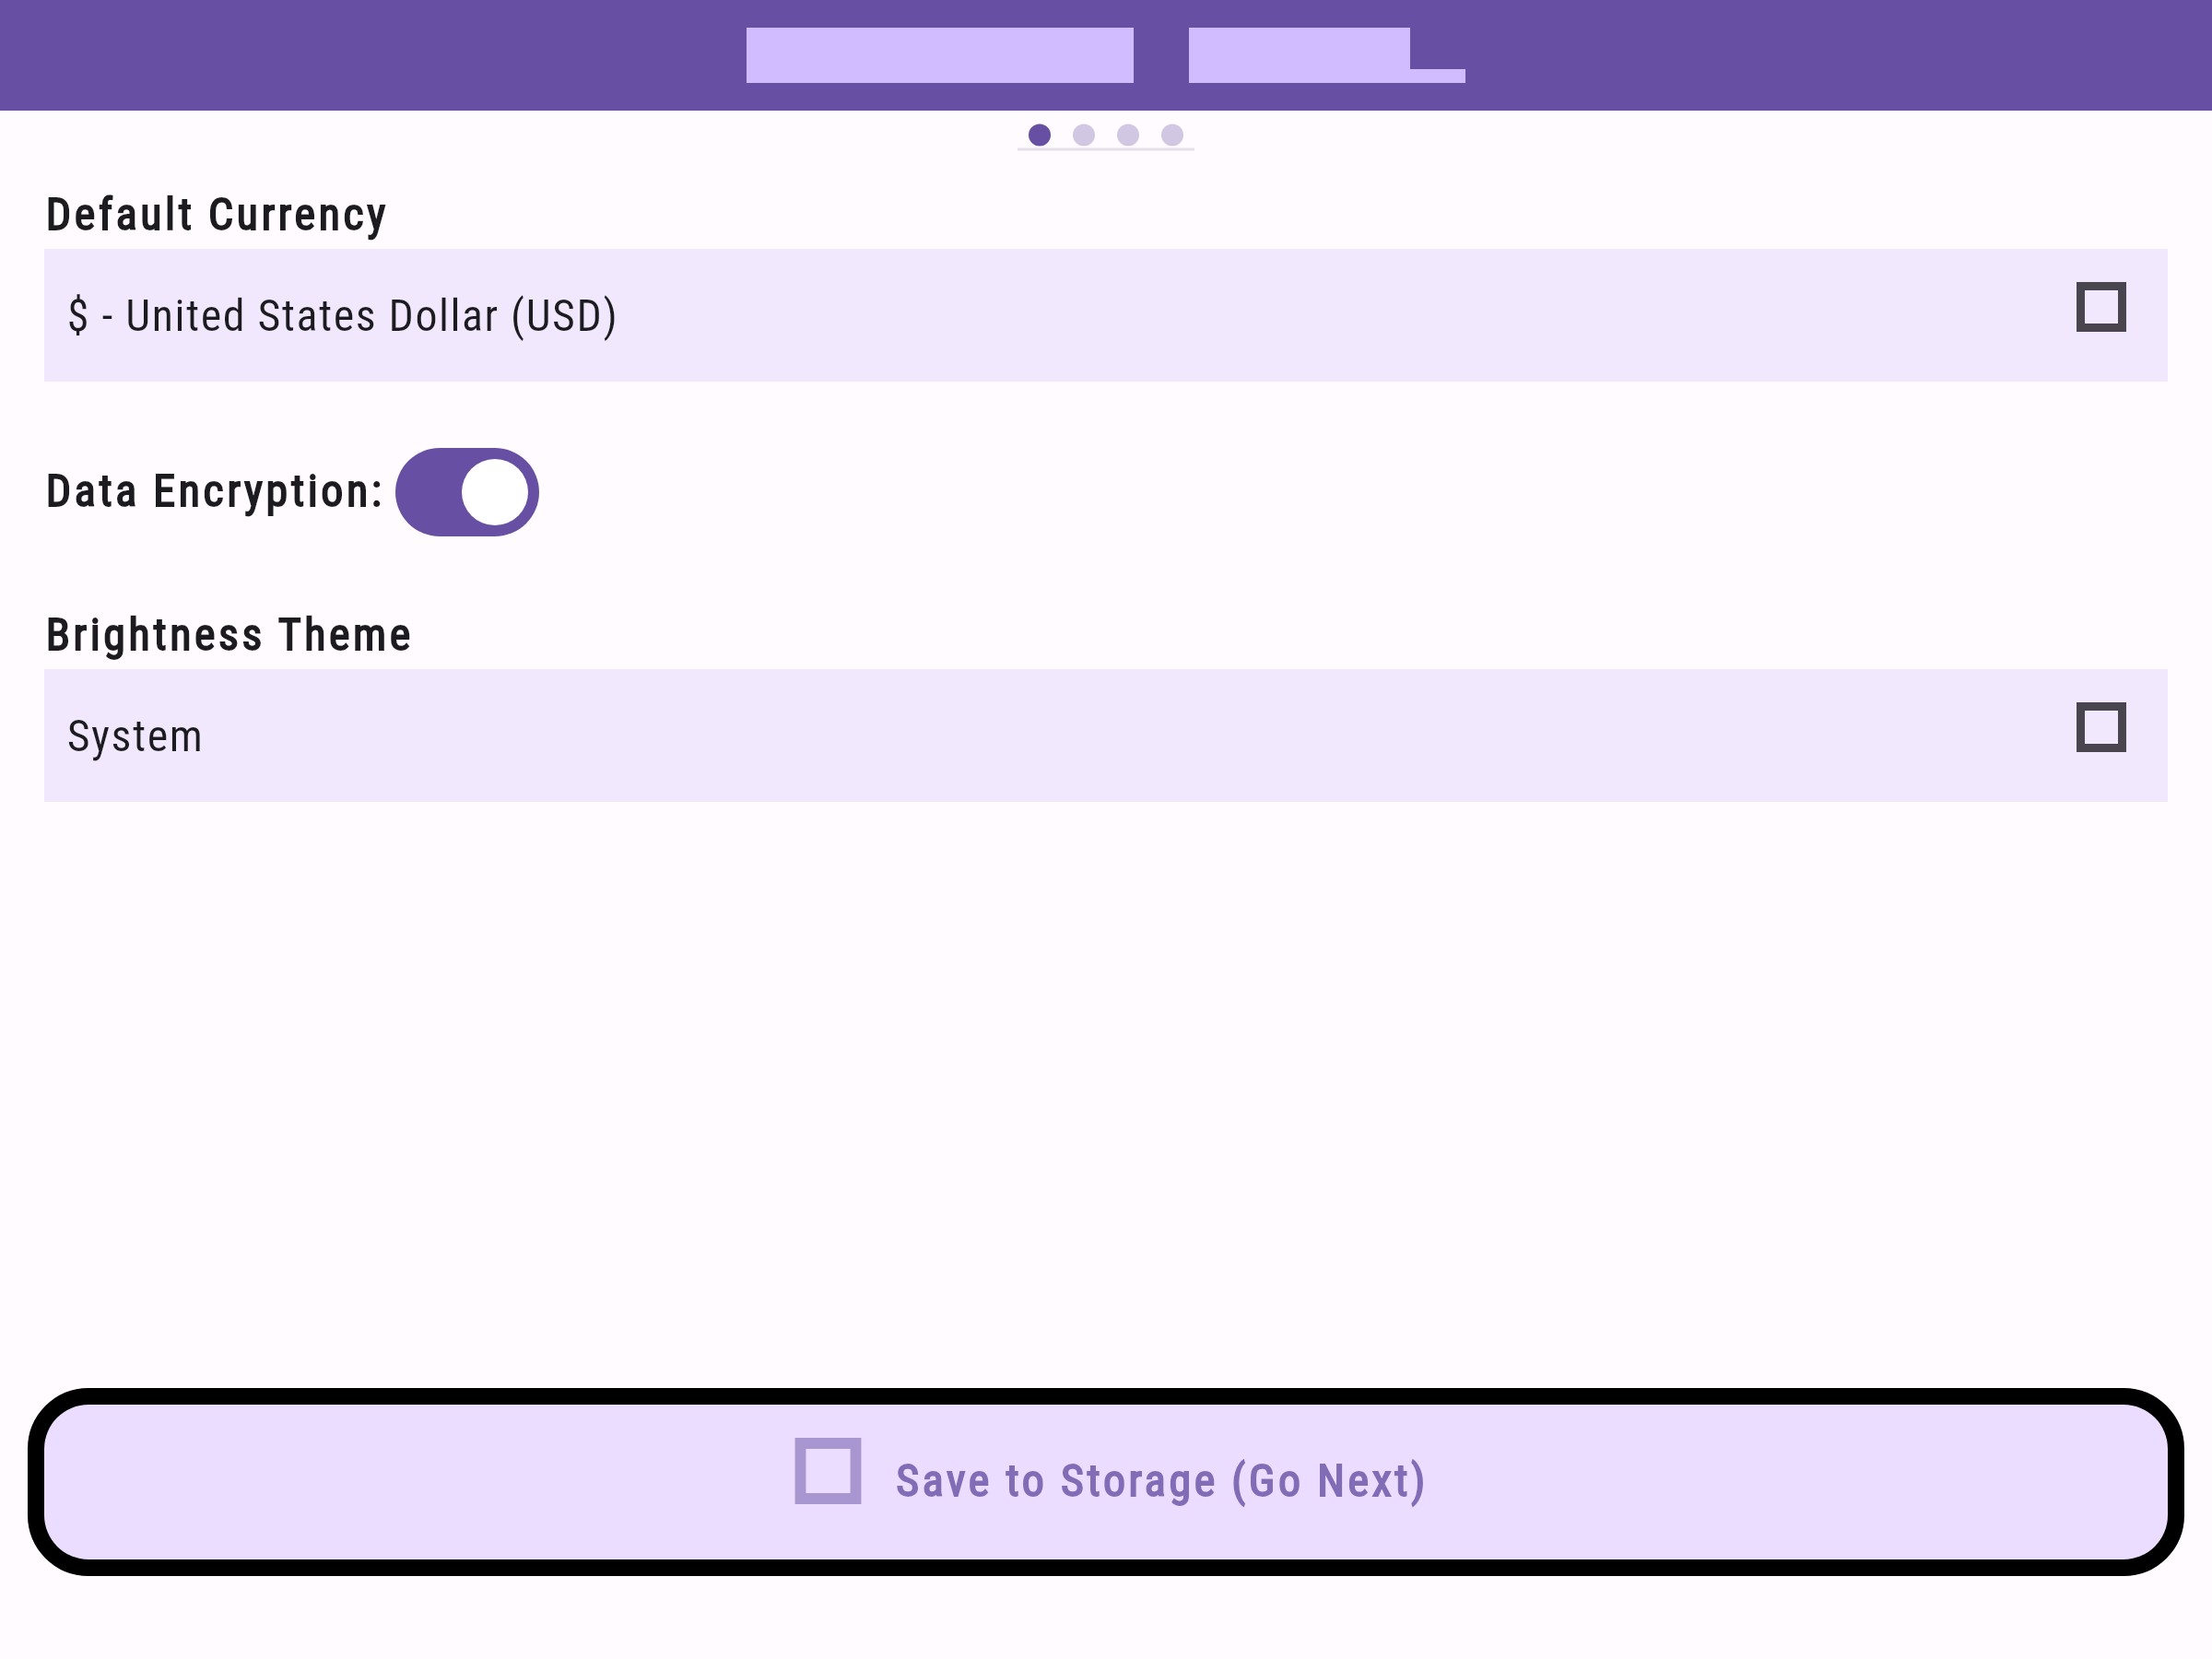 Default Currency
$ - United States Dollar (USD)
Data Encryption:
Brightness Theme
System
Save to Storage (Go Next)